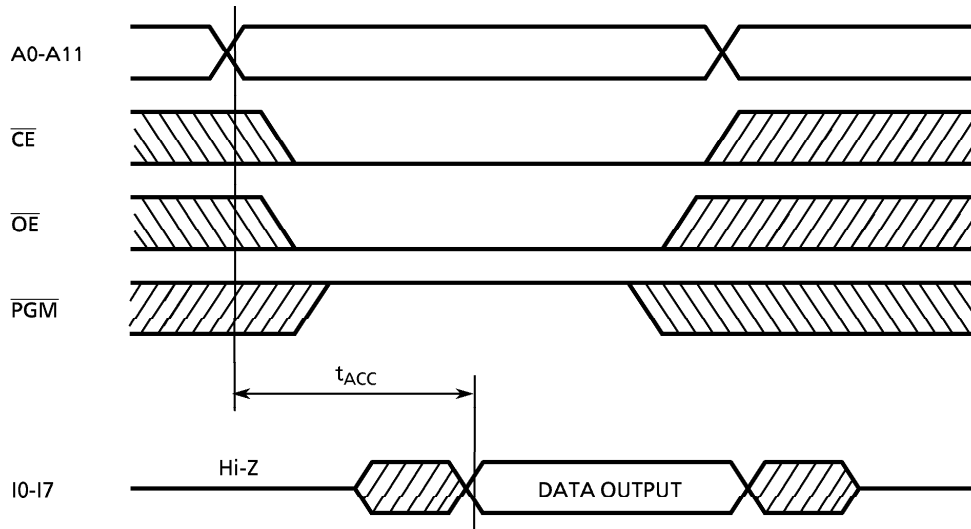 A0-A11
CE
OE
PGM
tACC
Hi-Z
I0-I7
DATA OUTPUT